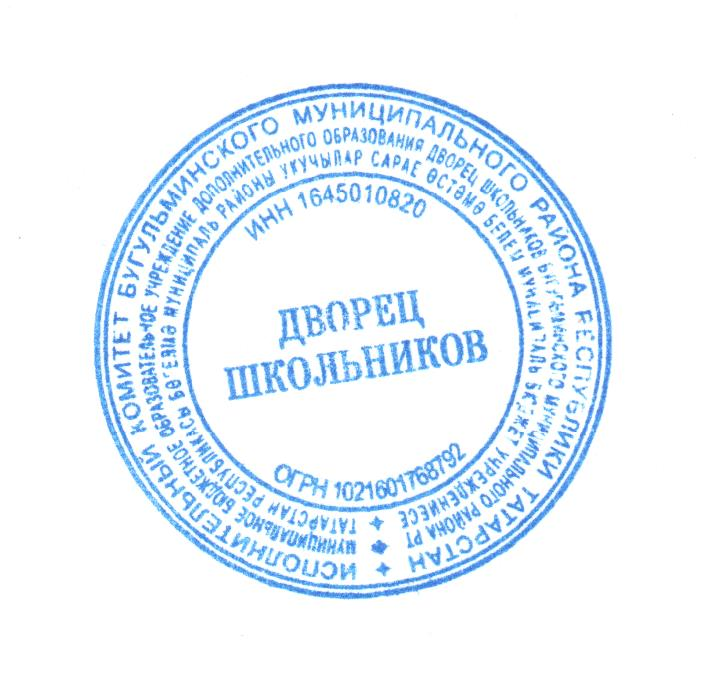 ИСПОЛНИТЕЛЬНЫЙ КОМИТЕТ БУГУЛЬМИНСКОГО МУНИЦИПАЛЬНОГО РАЙОНА РЕСПУБЛИКИ ТАТАРСТАН
МУНИЦИПАЛЬНОЕ БЮДЖЕТНОЕ ОБРАЗОВАТЕЛЬНОЕ УЧРЕЖДЕНИЕ ДОПОЛНИТЕЛЬНОГО ОБРАЗОВАНИЯ ДВОРЕЦ ШКОЛЬНИКОВ БУГУЛЬМИНСКОГО МУНИЦИПАЛЬНОГО РАЙОНА РТ
ТАТАРСТАН РЕСПУБЛИКАСЫ БӨГЕЛМӘ МУНИЦИПАЛЬ РАЙОНЫ УКУЧЫЛАР САРАЕ ӨСТӘМӘ БЕЛЕМ МУНИЦИПАЛЬ БЮДЖЕТ УЧРЕЖДЕНИЕСЕ
ИНН 1645010820
ДВОРЕЦ
ШКОЛЬНИКОВ
ОГРН 1021601768792